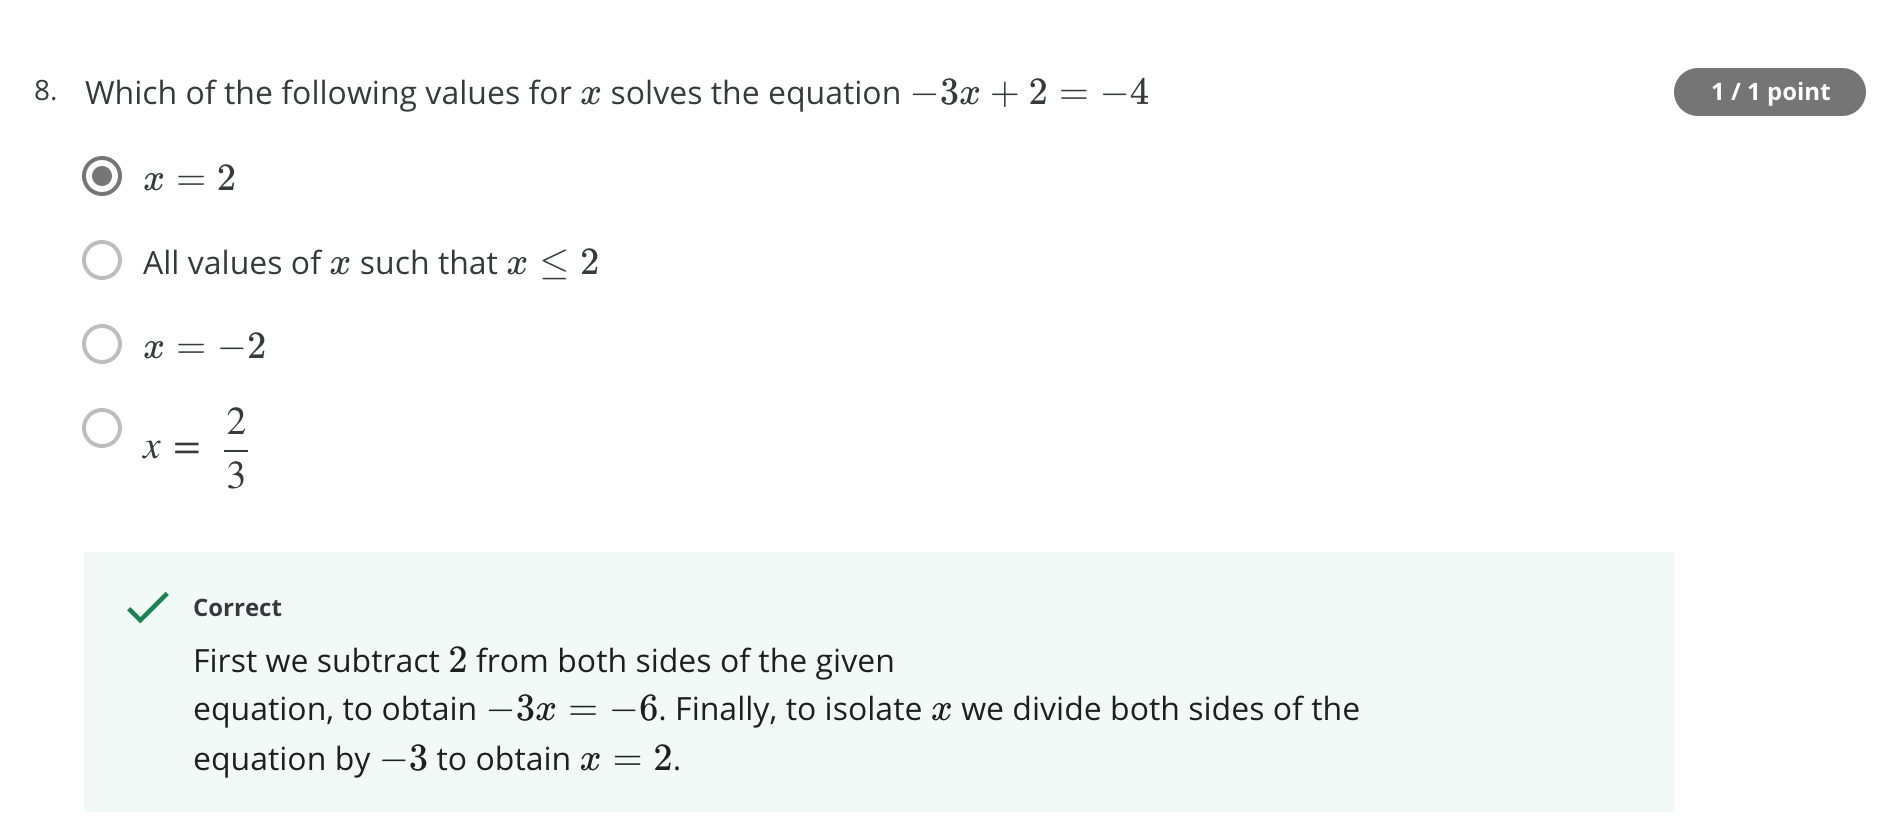 8. Which of the following values for x solves the equation −3x + 2 = −4
1 / 1 point
x = 2
All values of x such that x ≤ 2
x = −2
x = 2/3
Correct
First we subtract 2 from both sides of the given
equation, to obtain −3x = −6. Finally, to isolate x we divide both sides of the
equation by −3 to obtain x = 2.